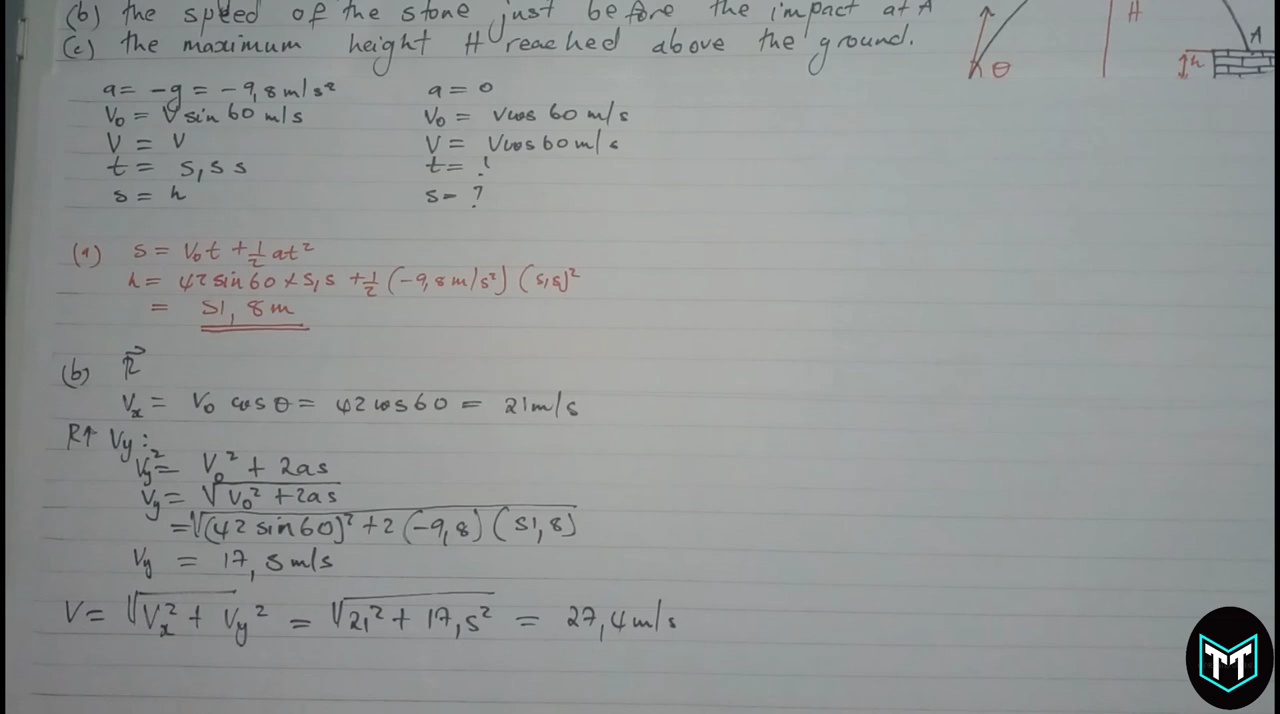 (b) the speed of the stone just before the impact at A
(c) the maximum height H reached above the ground.
θ H A h
a = -g = -9,8 m/s² a = 0
V₀ = V sin 60 m/s V₀ = Vcos 60 m/s
V = V V = Vcos 60 m/s
t = 5,5 s t = !
s = h s = ?
(a) s = V₀t + ½ at²
h = 42 sin 60 × 5,5 + ½ (-9,8 m/s²) (5,5)²
= 51, 8 m
(b) R⃗
Vₓ = V₀ cos θ = 42 cos 60 = 21 m/s
R↑ Vy :
Vy² = V₀² + 2as
Vy = √V₀² + 2as
= √(42 sin 60)² + 2 (-9,8) (51,8)
Vy = 17, 5 m/s
V = √Vₓ² + Vy² = √21² + 17,5² = 27,4 m/s
TT